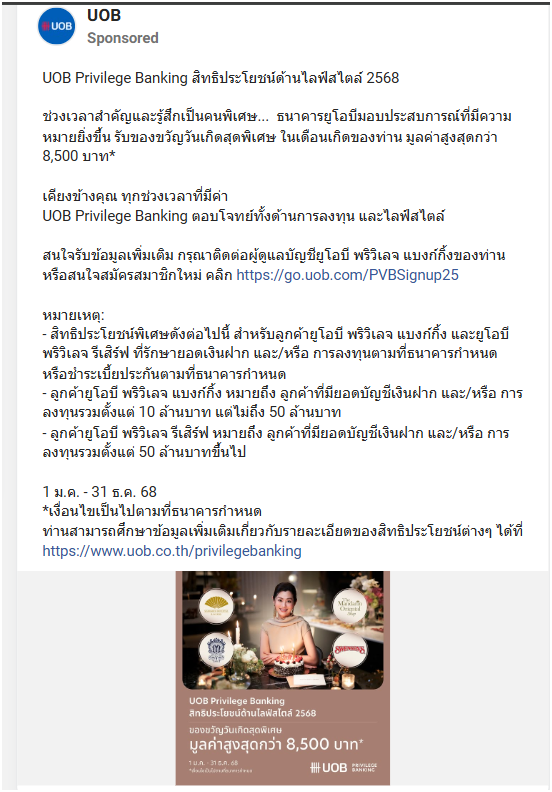 UOB
UOB
Sponsored
UOB Privilege Banking สิทธิประโยชน์ด้านไลฟ์สไตล์ 2568
ช่วงเวลาสำคัญและรู้สึกเป็นคนพิเศษ... ธนาคารยูโอบีมอบประสบการณ์ที่มีความ
หมายยิ่งขึ้น รับของขวัญวันเกิดสุดพิเศษ ในเดือนเกิดของท่าน มูลค่าสูงสุดกว่า
8,500 บาท*
เคียงข้างคุณ ทุกช่วงเวลาที่มีค่า
UOB Privilege Banking ตอบโจทย์ทั้งด้านการลงทุน และไลฟ์สไตล์
สนใจรับข้อมูลเพิ่มเติม กรุณาติดต่อผู้ดูแลบัญชียูโอบี พริวิเลจ แบงก์กิ้งของท่าน
หรือสนใจสมัครสมาชิกใหม่ คลิก https://go.uob.com/PVBSignup25
หมายเหตุ:
- สิทธิประโยชน์พิเศษดังต่อไปนี้ สำหรับลูกค้ายูโอบี พริวิเลจ แบงก์กิ้ง และยูโอบี
พริวิเลจ รีเสิร์ฟ ที่รักษายอดเงินฝาก และ/หรือ การลงทุนตามที่ธนาคารกำหนด
หรือชำระเบี้ยประกันตามที่ธนาคารกำหนด
- ลูกค้ายูโอบี พริวิเลจ แบงก์กิ้ง หมายถึง ลูกค้าที่มียอดบัญชีเงินฝาก และ/หรือ การ
ลงทุนรวมตั้งแต่ 10 ล้านบาท แต่ไม่ถึง 50 ล้านบาท
- ลูกค้ายูโอบี พริวิเลจ รีเสิร์ฟ หมายถึง ลูกค้าที่มียอดบัญชีเงินฝาก และ/หรือ การ
ลงทุนรวมตั้งแต่ 50 ล้านบาทขึ้นไป
1 ม.ค. - 31 ธ.ค. 68
*เงื่อนไขเป็นไปตามที่ธนาคารกำหนด
ท่านสามารถศึกษาข้อมูลเพิ่มเติมเกี่ยวกับรายละเอียดของสิทธิประโยชน์ต่างๆ ได้ที่
https://www.uob.co.th/privilegebanking
The Mandarin
Oriental
UOB Privilege Banking
สิทธิประโยชน์ด้านไลฟ์สไตล์ 2568
ของขวัญวันเกิดสุดพิเศษ
มูลค่าสูงสุดกว่า 8,500 บาท*
1 ม.ค. - 31 ธ.ค. 68
*เงื่อนไขเป็นไปตามที่ธนาคารกำหนด
UOB PRIVILEGE
BANKING